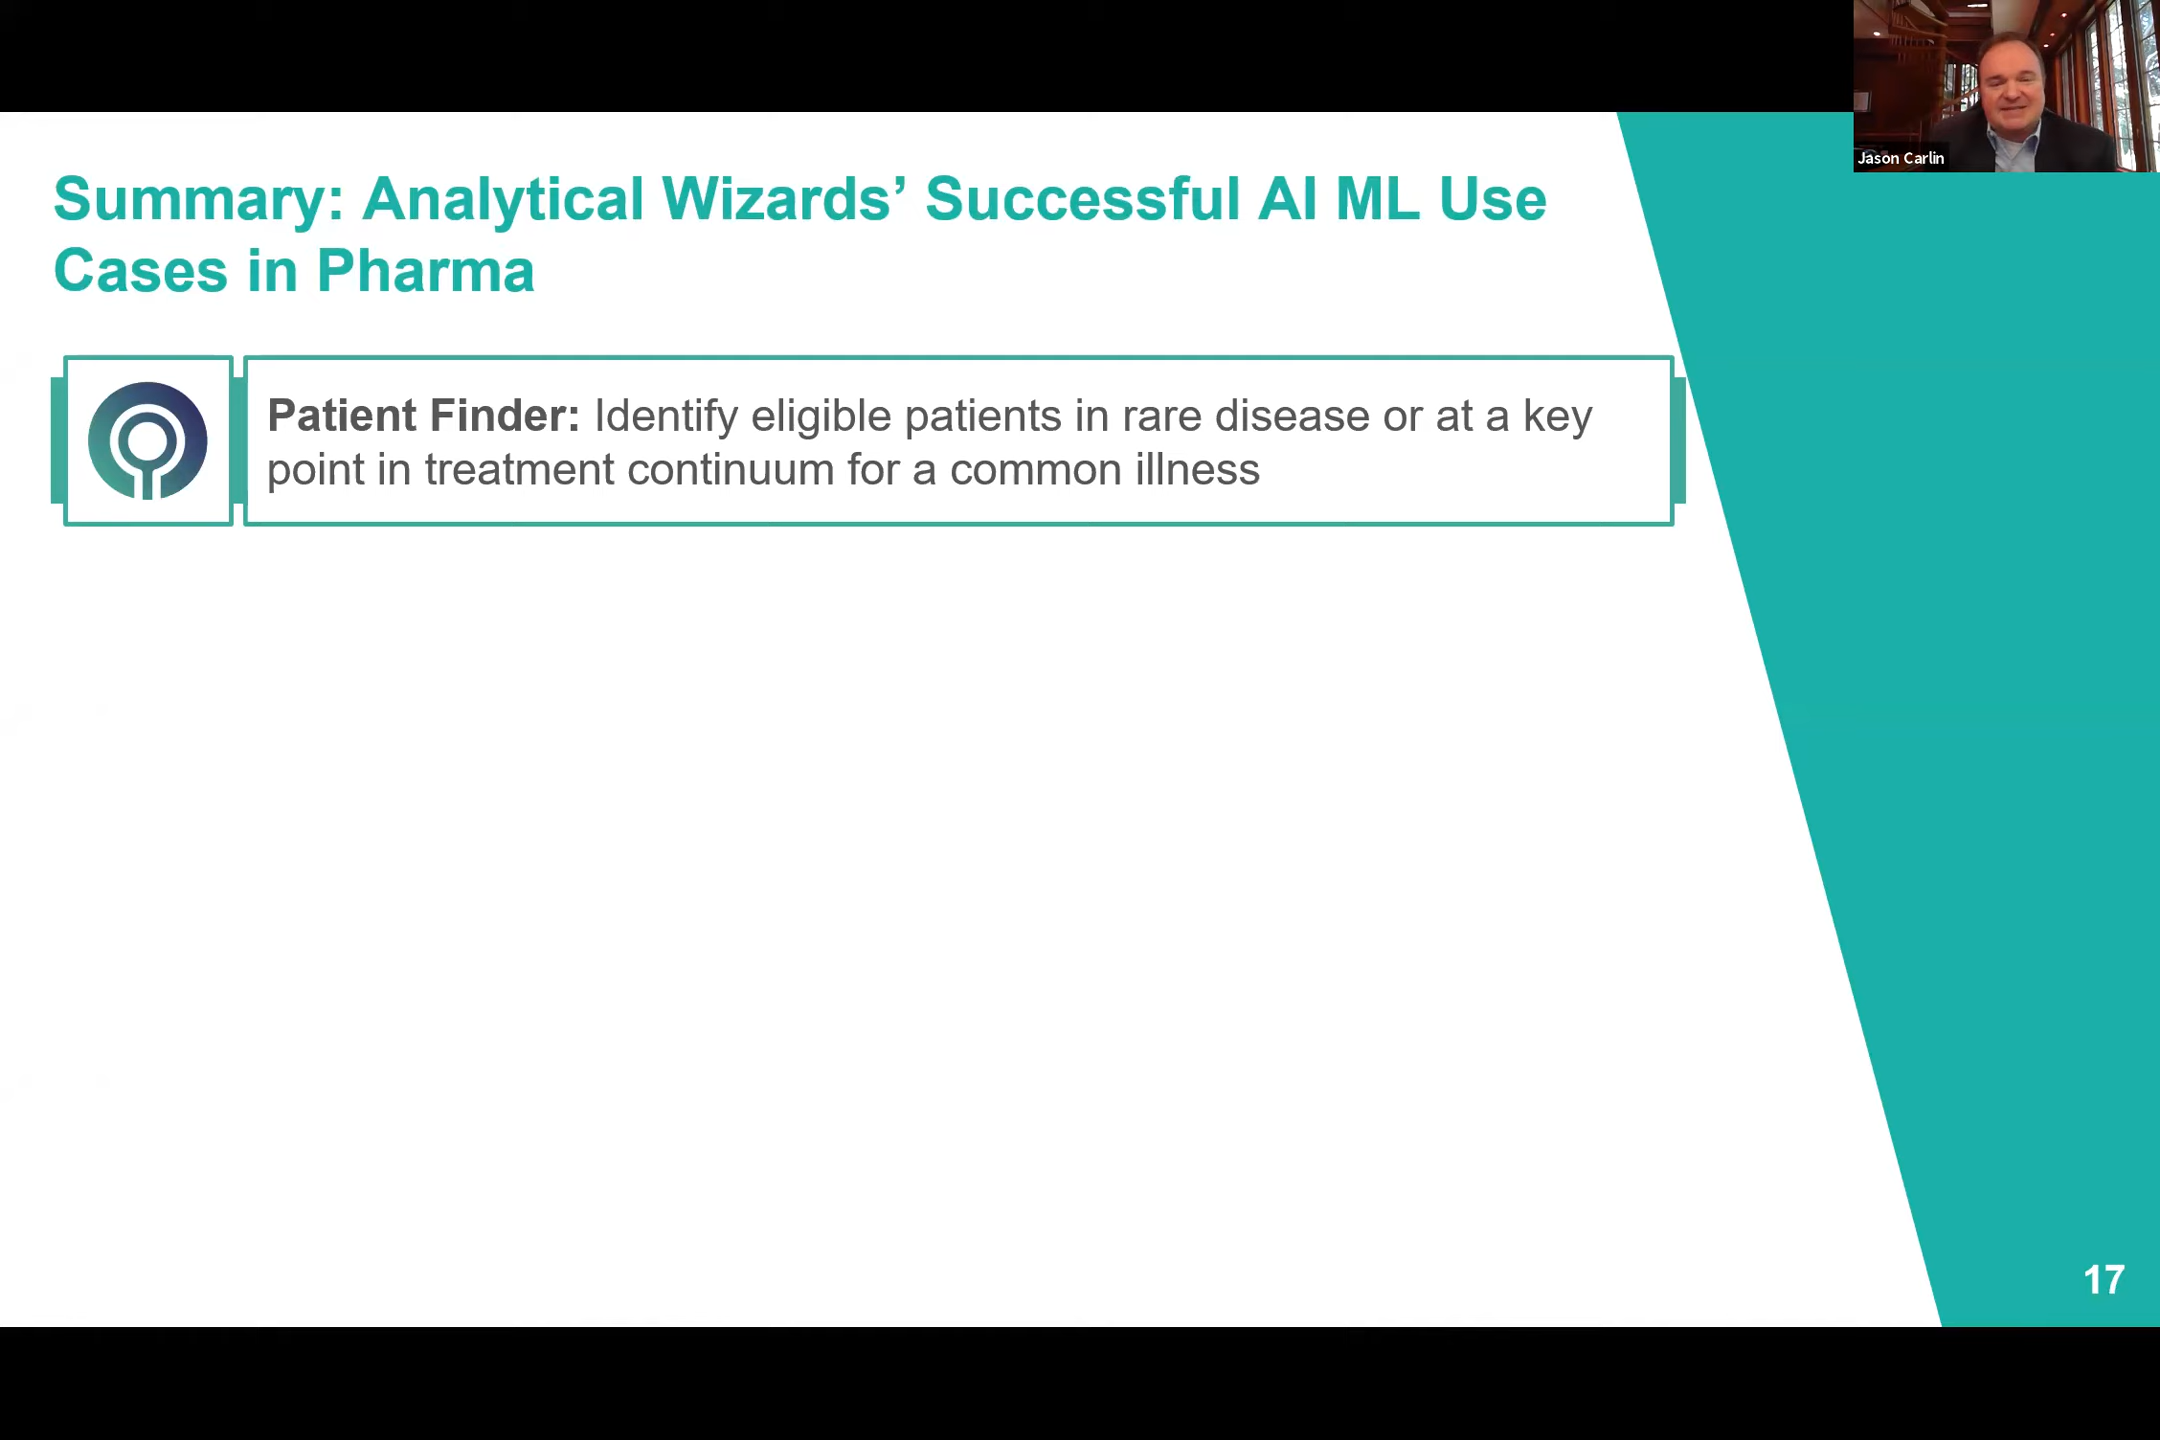 Jason Carlin
Summary: Analytical Wizards’ Successful AI ML Use
Cases in Pharma
Patient Finder: Identify eligible patients in rare disease or at a key
point in treatment continuum for a common illness
17